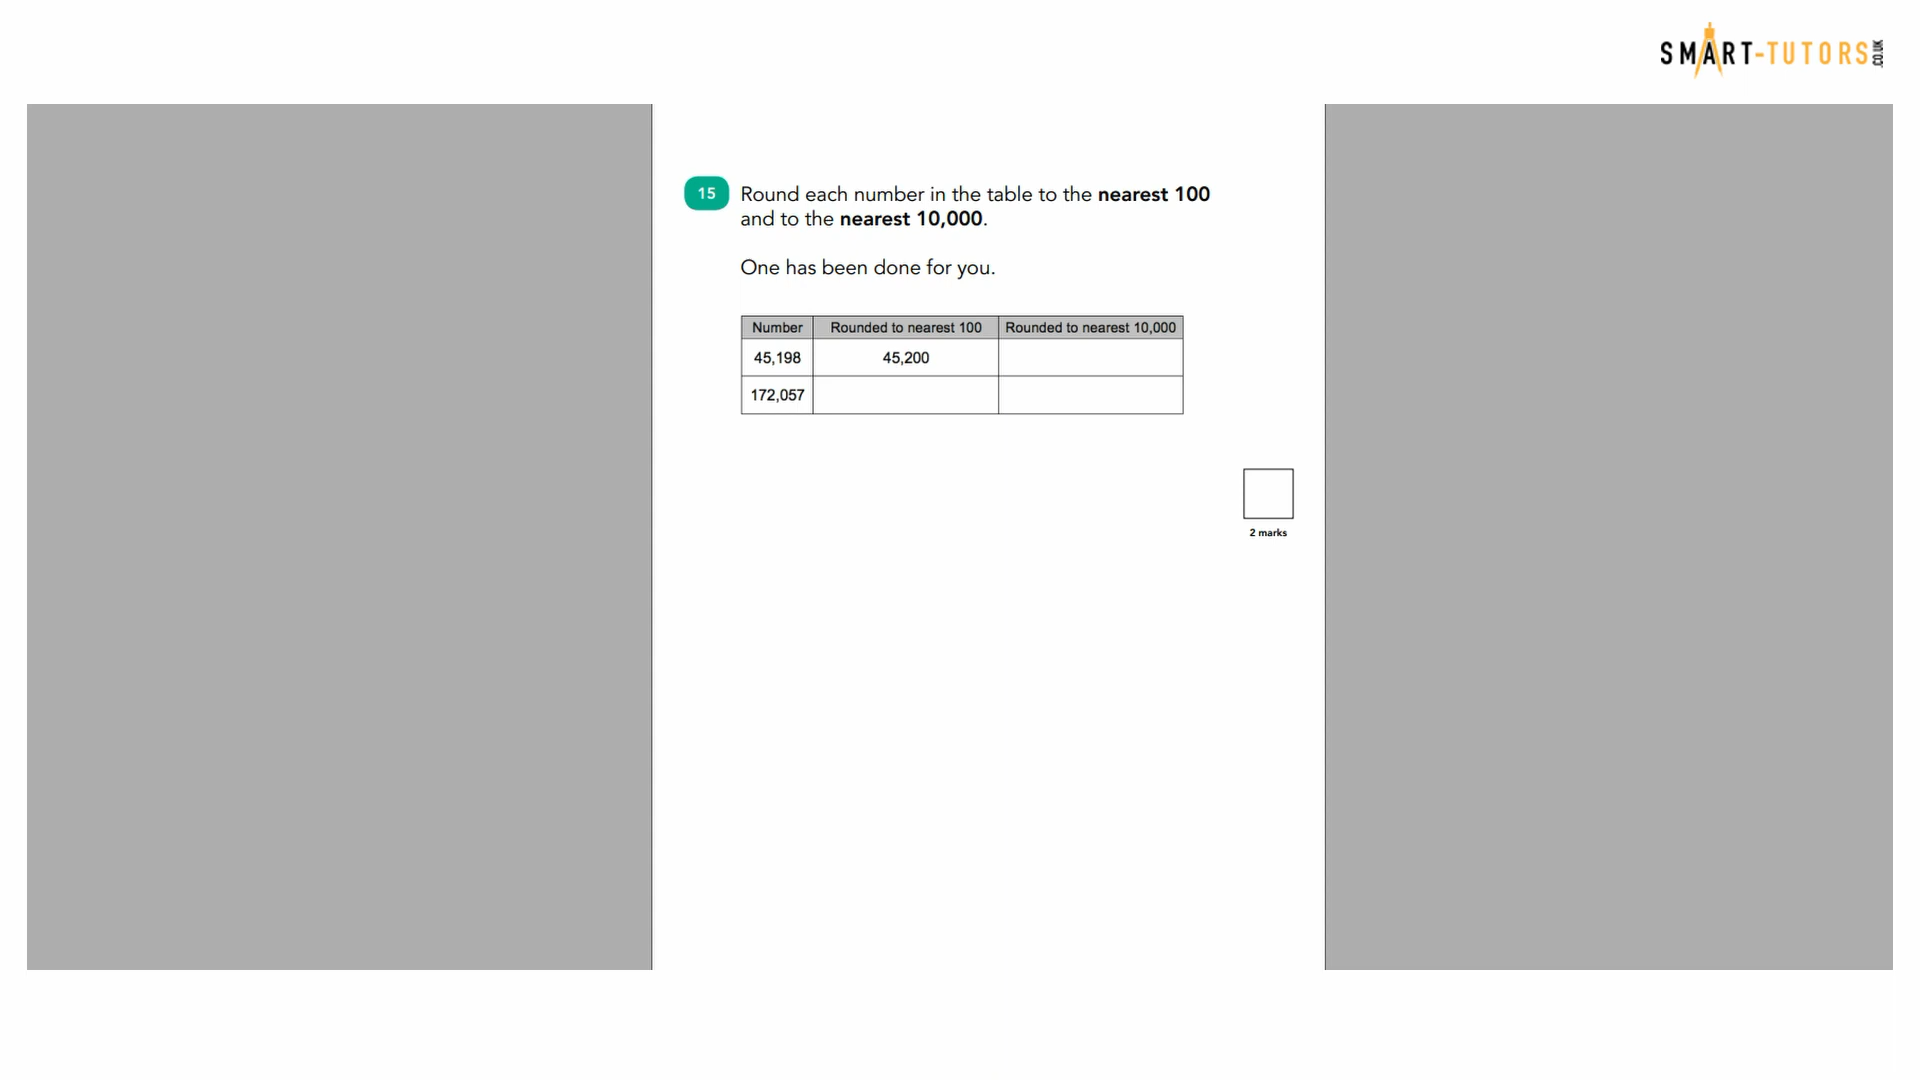 SMART-TUTORS.CO.UK
15 Round each number in the table to the nearest 100
and to the nearest 10,000.
One has been done for you.
Number Rounded to nearest 100 Rounded to nearest 10,000
45,198 45,200
172,057
2 marks